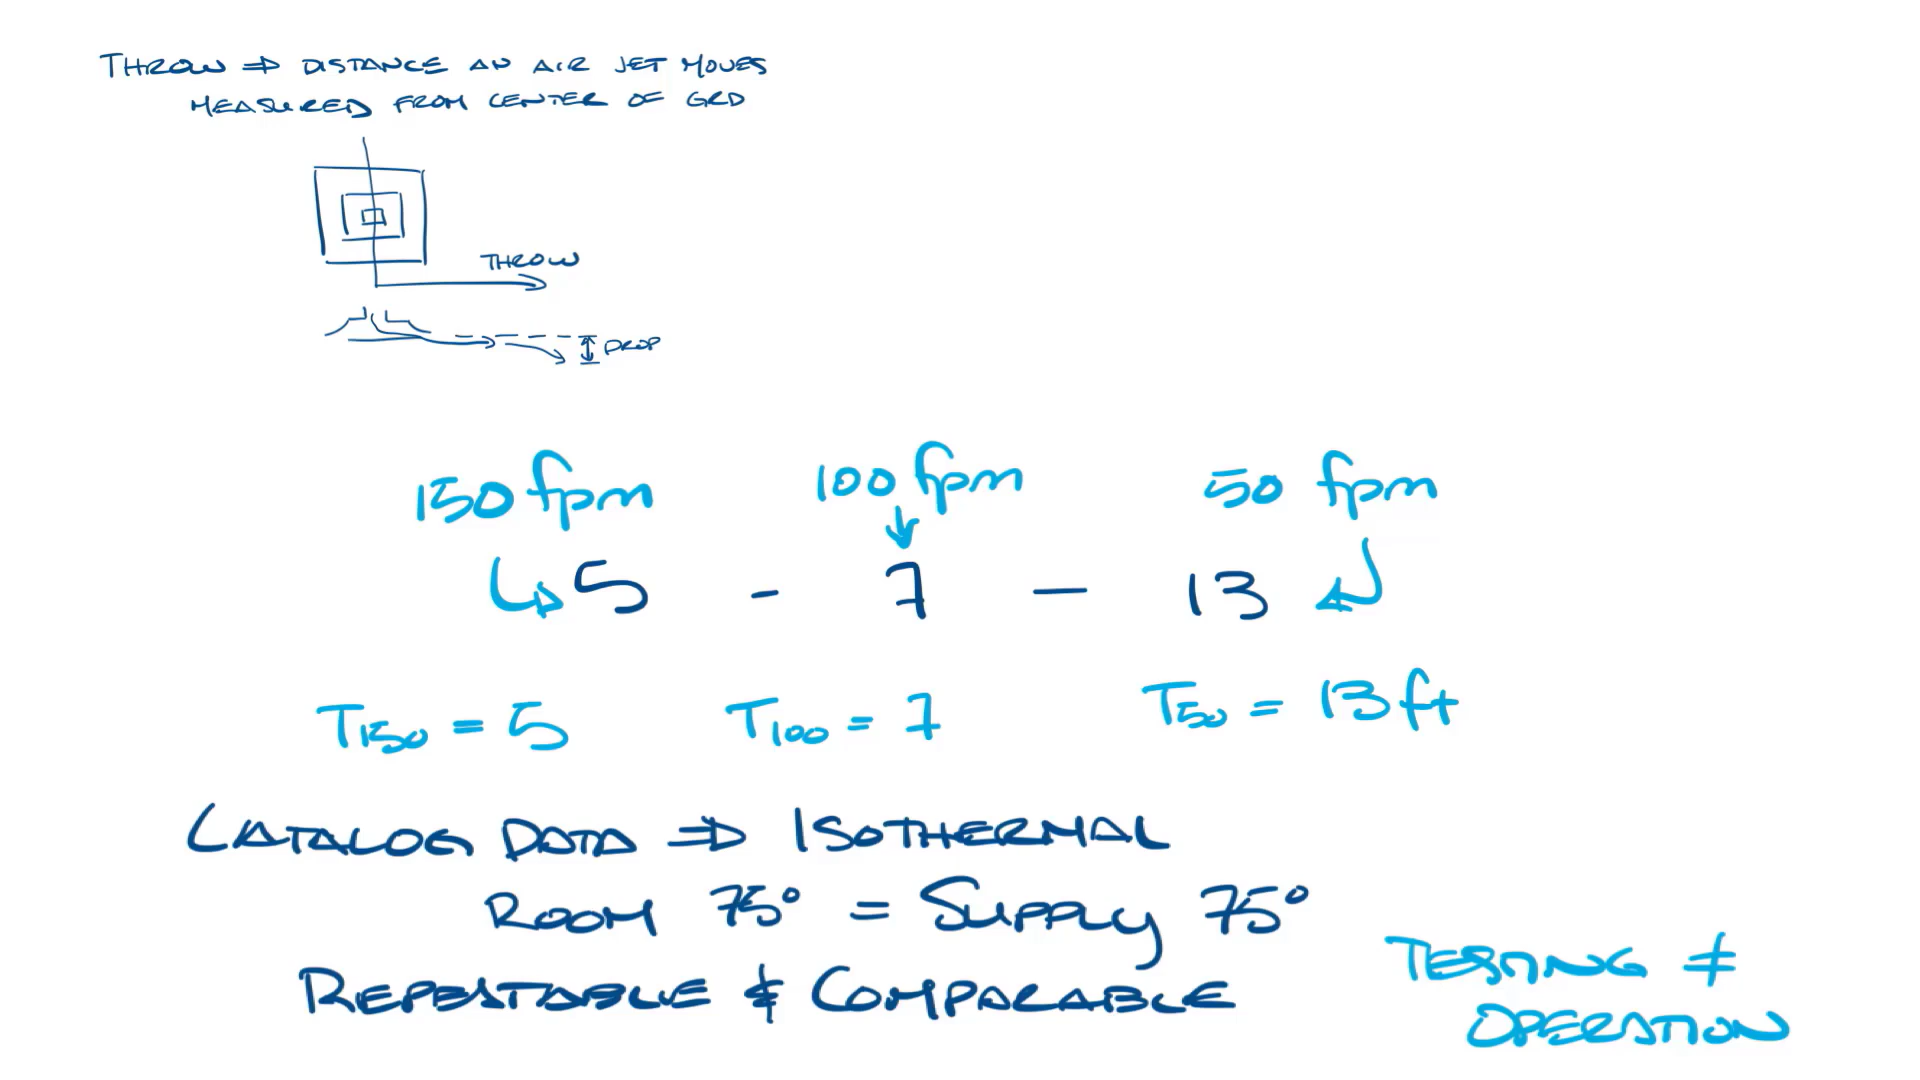 THROW ⇒ DISTANCE AN AIR JET MOVES
MEASURED FROM CENTER OF GRD
THROW
DROP
150 fpm 100 fpm 50 fpm
5 - 7 - 13
T150 = 5 T100 = 7 T50 = 13 ft
CATALOG DATA ⇒ ISOTHERMAL
ROOM 75° = SUPPLY 75°
REPEATABLE & COMPARABLE
TESTING ≠
OPERATION